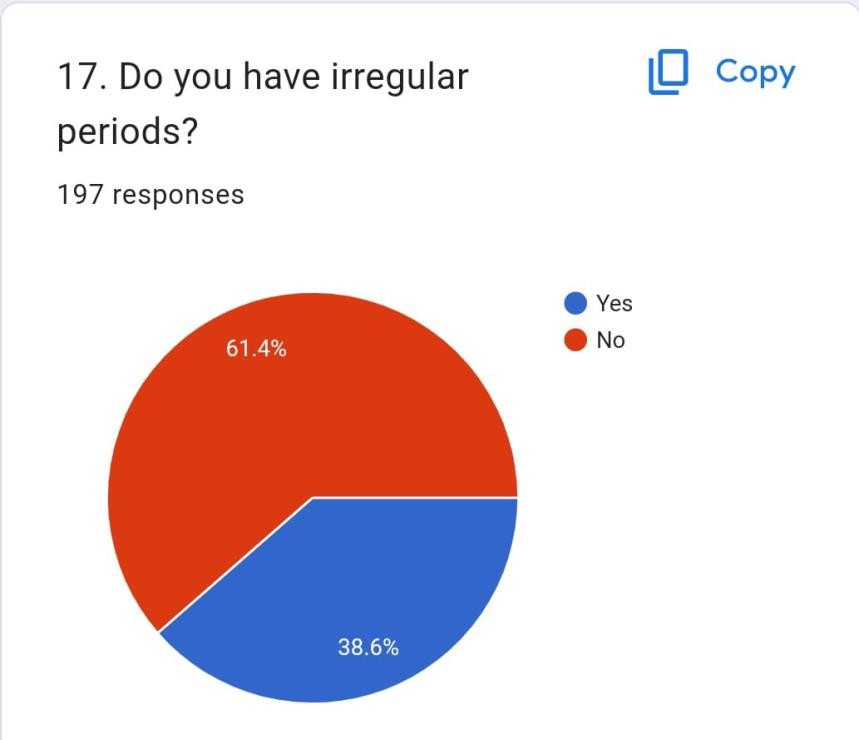 17. Do you have irregular
periods?
Copy
197 responses
Yes
No
61.4%
38.6%